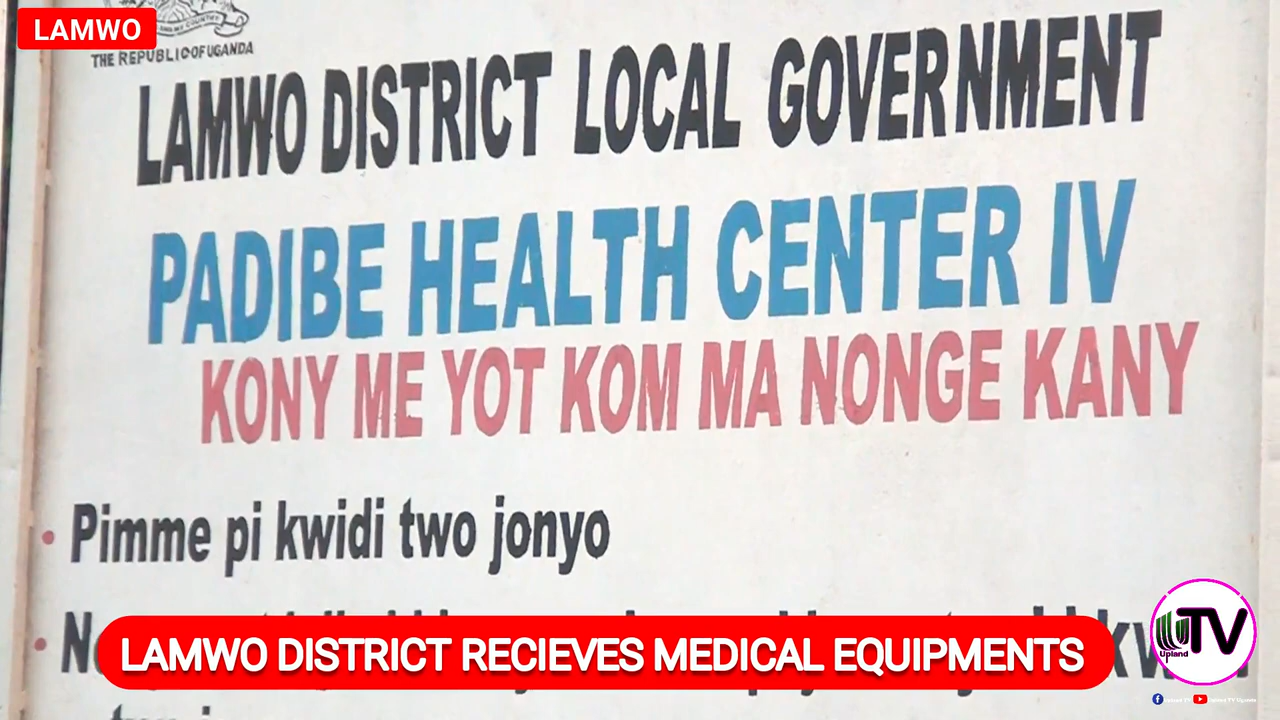 LAMWO
THE REPUBLIC OF UGANDA
LAMWO DISTRICT LOCAL GOVERNMENT
PADIBE HEALTH CENTER IV
KONY ME YOT KOM MA NONGE KANY
• Pimme pi kwidi two jonyo
LAMWO DISTRICT RECIEVES MEDICAL EQUIPMENTS
UTV
Upland